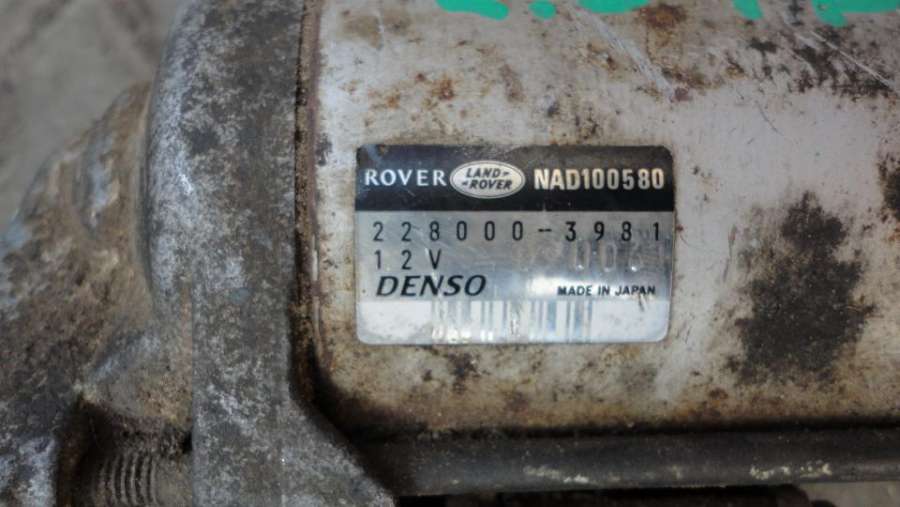 ROVER LAND-ROVER NAD100580
228000-3981
12V
DENSO MADE IN JAPAN